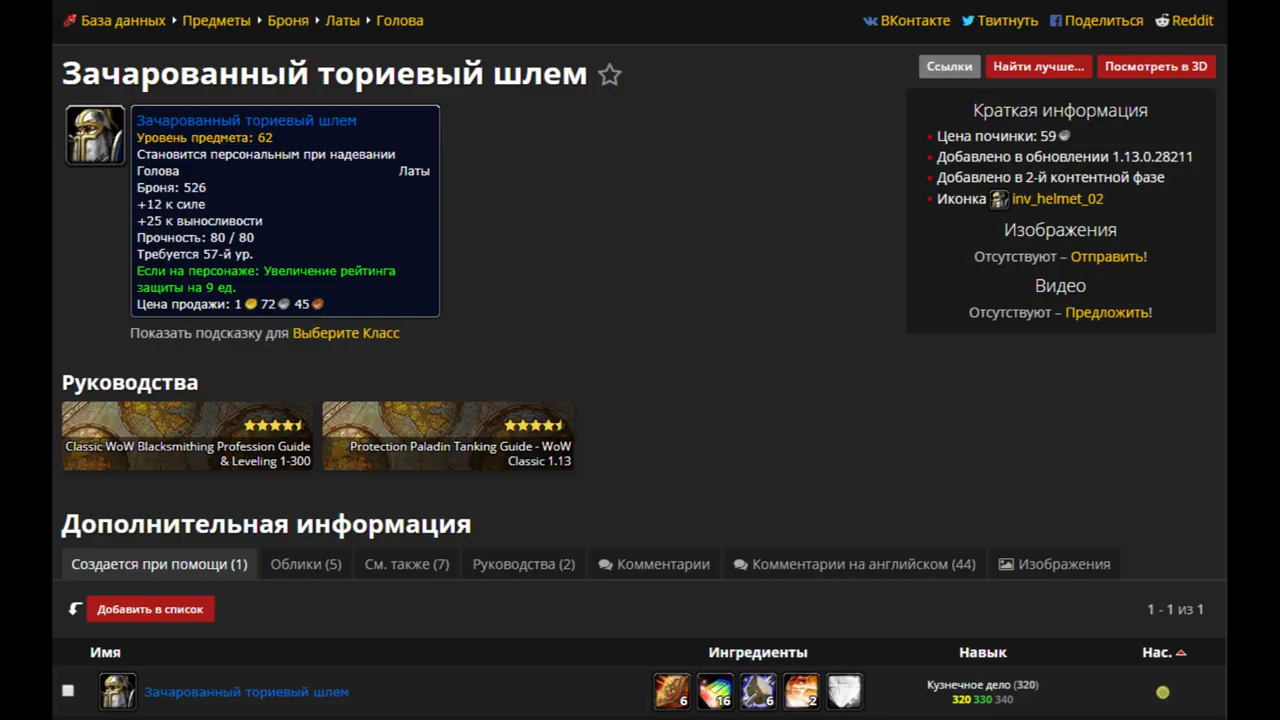 База данных ▸ Предметы ▸ Броня ▸ Латы ▸ Голова
ВКонтакте Твитнуть Поделиться Reddit
Зачарованный ториевый шлем
Ссылки Найти лучше... Посмотреть в 3D
Зачарованный ториевый шлем
Уровень предмета: 62
Становится персональным при надевании
Голова Латы
Броня: 526
+12 к силе
+25 к выносливости
Прочность: 80 / 80
Требуется 57-й ур.
Если на персонаже: Увеличение рейтинга
защиты на 9 ед.
Цена продажи: 1 72 45
Показать подсказку для Выберите Класс
Краткая информация
Цена починки: 59
Добавлено в обновлении 1.13.0.28211
Добавлено в 2-й контентной фазе
Иконка inv_helmet_02
Изображения
Отсутствуют – Отправить!
Видео
Отсутствуют – Предложить!
Руководства
Classic WoW Blacksmithing Profession Guide
& Leveling 1-300
Protection Paladin Tanking Guide - WoW
Classic 1.13
Дополнительная информация
Создается при помощи (1) Облики (5) См. также (7) Руководства (2) Комментарии Комментарии на английском (44) Изображения
Добавить в список
1 - 1 из 1
Имя Ингредиенты Навык Нас.
Зачарованный ториевый шлем 6 16 6 2 Кузнечное дело (320)
320 330 340